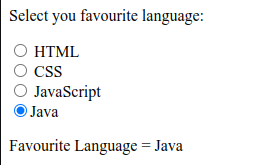 Select you favourite language:
HTML
CSS
JavaScript
Java
Favourite Language = Java